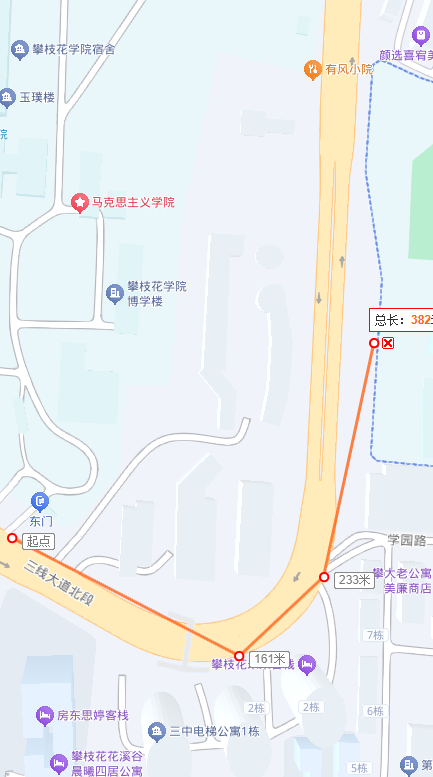 攀枝花学院宿舍
颜选喜宥美
有风小院
玉璞楼
院
马克思主义学院
攀枝花学院
博学楼
总长：382
东门
起点
学园路二
三线大道北段
233米
攀大老公寓
美廉商店
161米
7栋
房东思婷客栈
2栋
2栋
6栋
三中电梯公寓1栋
攀枝花花溪谷
晨曦四居公寓
5栋
第